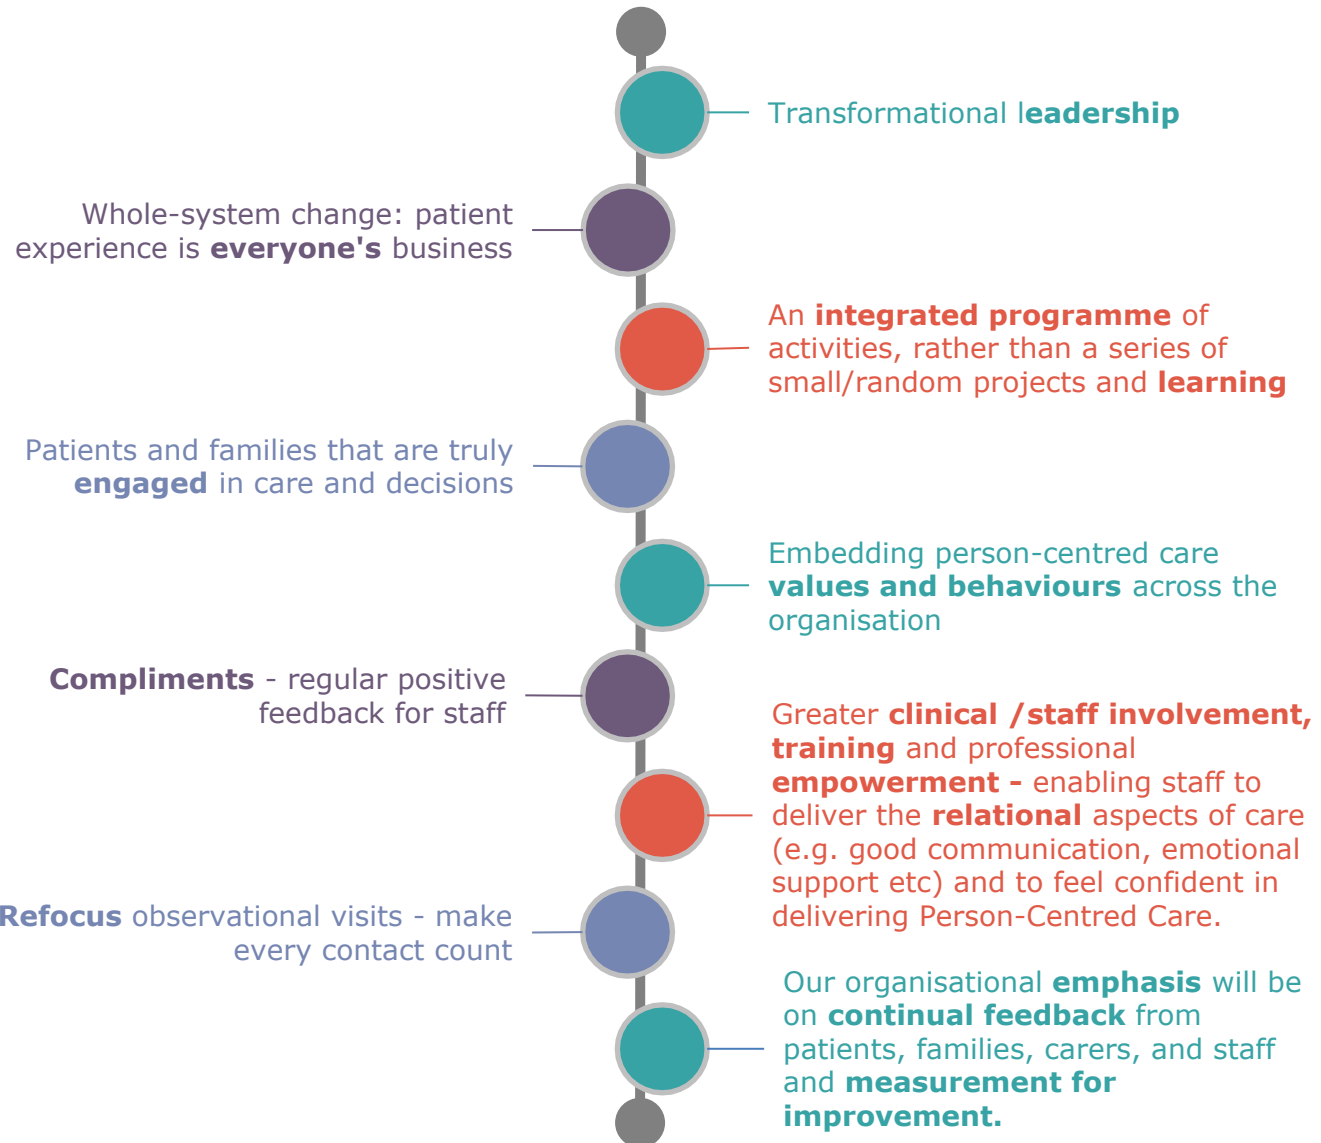 Transformational leadership
Whole-system change: patient
experience is everyone's business
An integrated programme of
activities, rather than a series of
small/random projects and learning
Patients and families that are truly
engaged in care and decisions
Embedding person-centred care
values and behaviours across the
organisation
Compliments - regular positive
feedback for staff
Greater clinical /staff involvement,
training and professional
empowerment - enabling staff to
deliver the relational aspects of care
(e.g. good communication, emotional
support etc) and to feel confident in
delivering Person-Centred Care.
Refocus observational visits - make
every contact count
Our organisational emphasis will be
on continual feedback from
patients, families, carers, and staff
and measurement for
improvement.